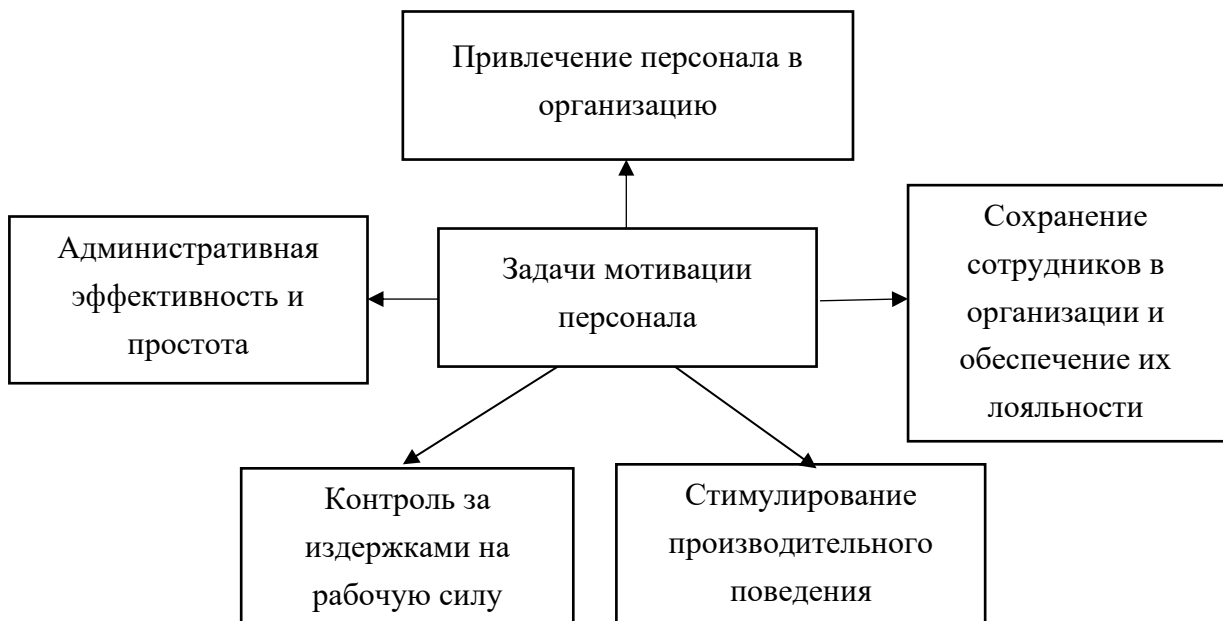 Привлечение персонала в
организацию
Административная
эффективность и
простота
Задачи мотивации
персонала
Сохранение
сотрудников в
организации и
обеспечение их
лояльности
Контроль за
издержками на
рабочую силу
Стимулирование
производительного
поведения